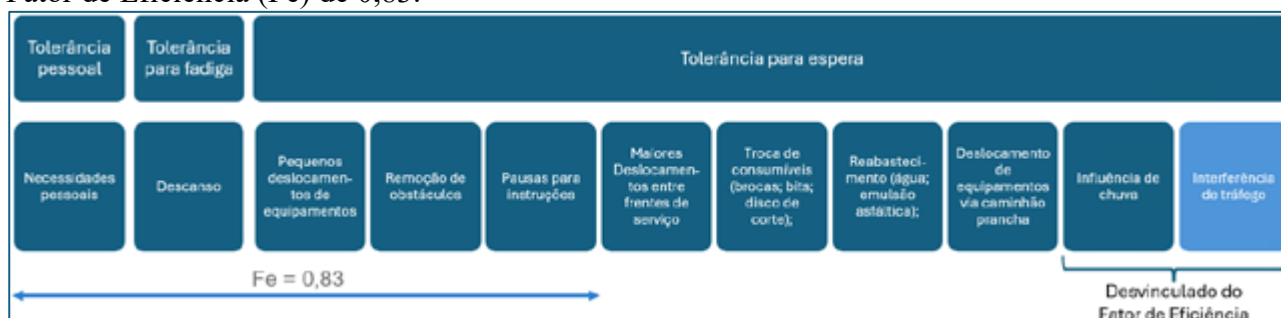 Fator de Eficiência (Fe) de 0,83.
Tolerância
pessoal
Tolerância
para fadiga
Tolerância para espera
Necessidades
pessoais
Descanso
Pequenos
deslocamen-
tos de
equipamentos
Remoção de
obstáculos
Pausas para
instruções
Maiores
Deslocamen-
tos entre
frentes de
serviço
Troca de
consumíveis
(brocas; bits;
disco de
corte);
Reabasteci-
mento (água;
emulsão
asfáltica);
Deslocamento
de
equipamentos
via caminhão
prancha
Influência de
chuva
Interferência
do tráfego
Fe = 0,83
Desvinculado do
Fator de Eficiência